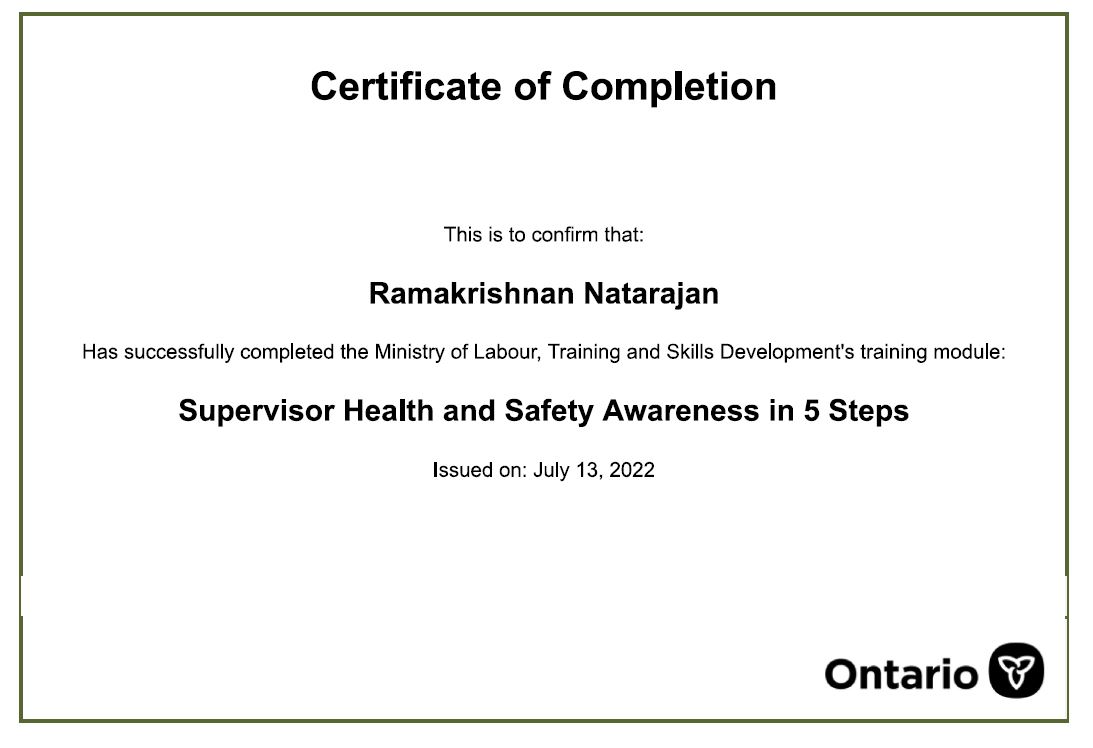 Certificate of Completion
This is to confirm that:
Ramakrishnan Natarajan
Has successfully completed the Ministry of Labour, Training and Skills Development's training module:
Supervisor Health and Safety Awareness in 5 Steps
Issued on: July 13, 2022
Ontario